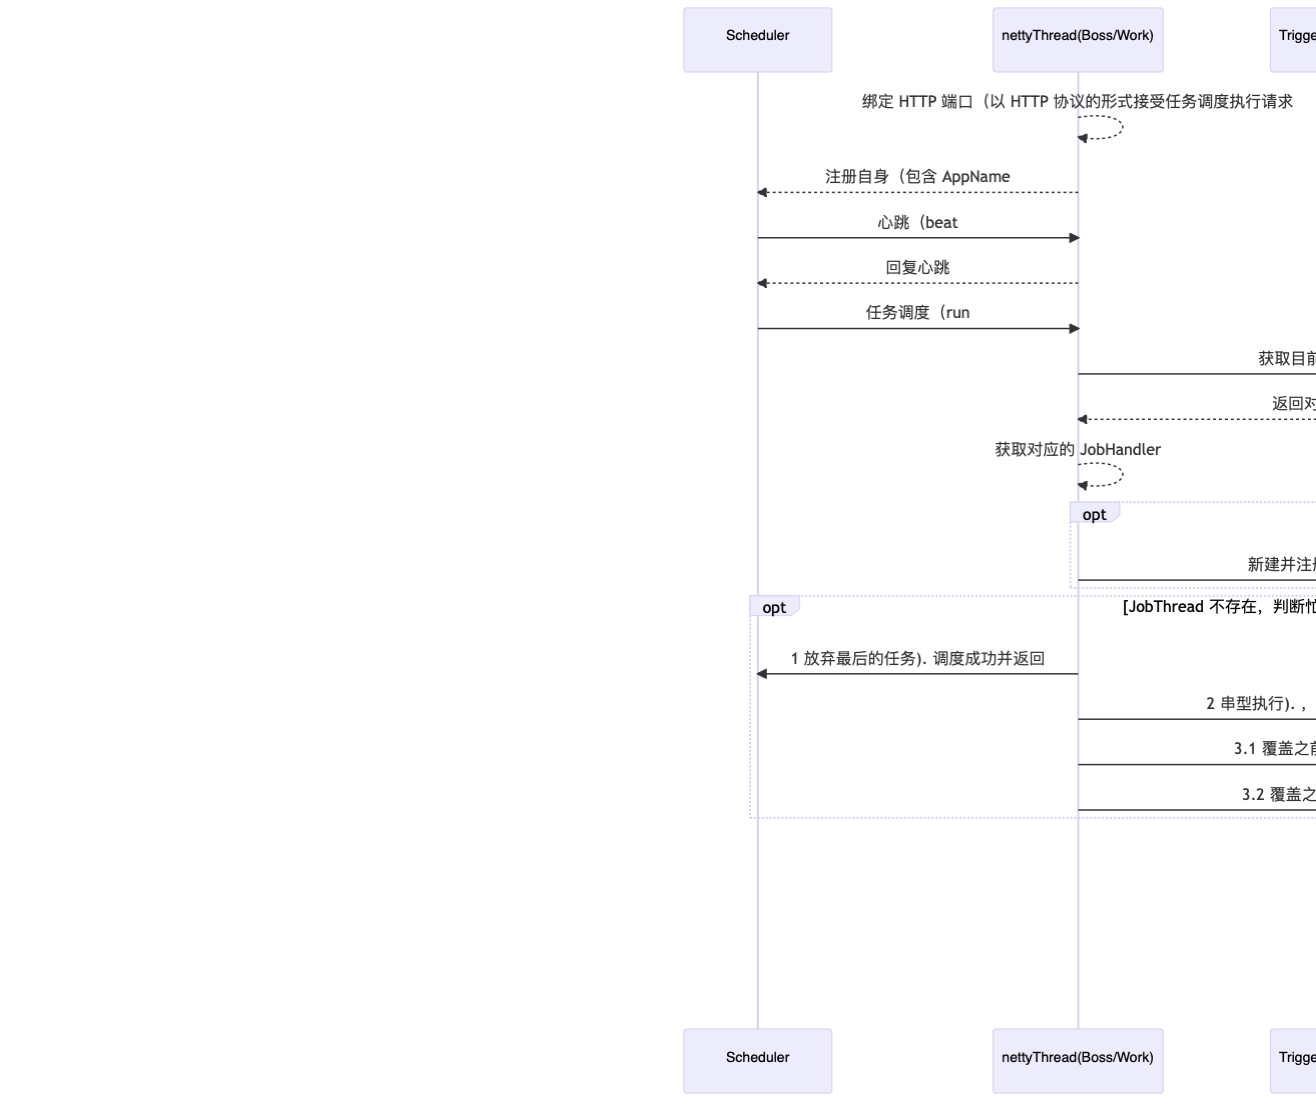 Scheduler
nettyThread(Boss/Work)
Trigge
绑定 HTTP 端口（以 HTTP 协议的形式接受任务调度执行请求
注册自身（包含 AppName
心跳（beat
回复心跳
任务调度（run
获取目前
返回对
获取对应的 JobHandler
opt
新建并注册
opt
[JobThread 不存在，判断忙
1 放弃最后的任务). 调度成功并返回
2 串型执行). ,
3.1 覆盖之前
3.2 覆盖之
Scheduler
nettyThread(Boss/Work)
Trigge